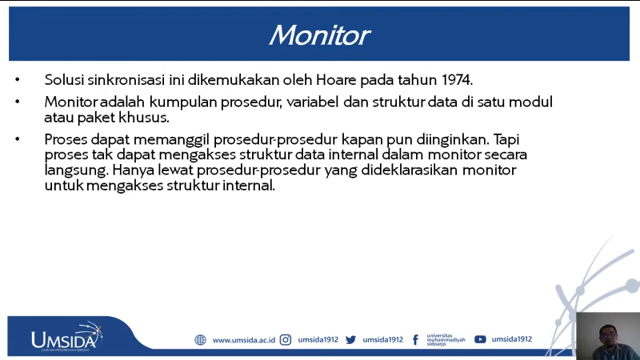 Monitor
• Solusi sinkronisasi ini dikemukakan oleh Hoare pada tahun 1974.
• Monitor adalah kumpulan prosedur, variabel dan struktur data di satu modul
atau paket khusus.
• Proses dapat memanggil prosedur-prosedur kapan pun diinginkan. Tapi
proses tak dapat mengakses struktur data internal dalam monitor secara
langsung. Hanya lewat prosedur-prosedur yang dideklarasikan monitor
untuk mengakses struktur internal.
UMSIDA
www.umsida.ac.id
umsida1912
umsida1912
universitas
muhammadiyah
sidoarjo
umsida1912